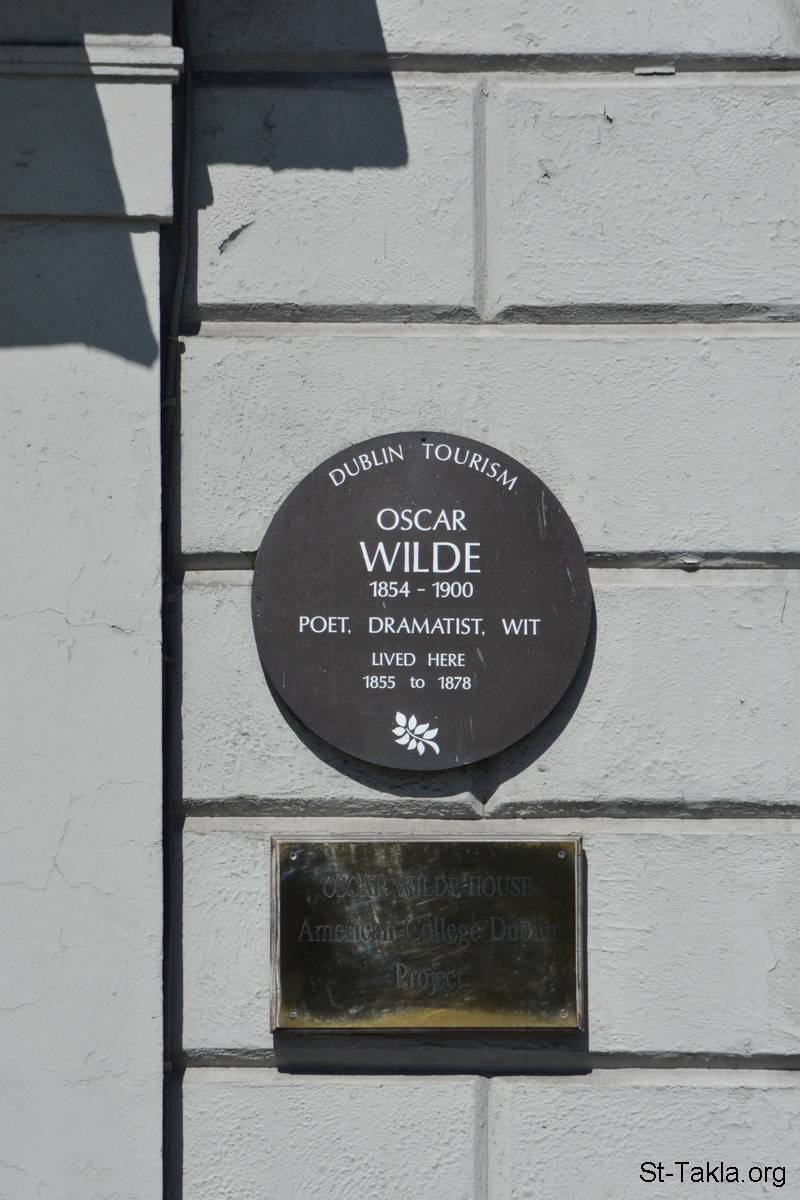 DUBLIN TOURISM
OSCAR
WILDE
1854 - 1900
POET, DRAMATIST, WIT
LIVED HERE
1855 to 1878
OSCAR WILDE HOUSE
American College Dublin
Project
St-Takla.org